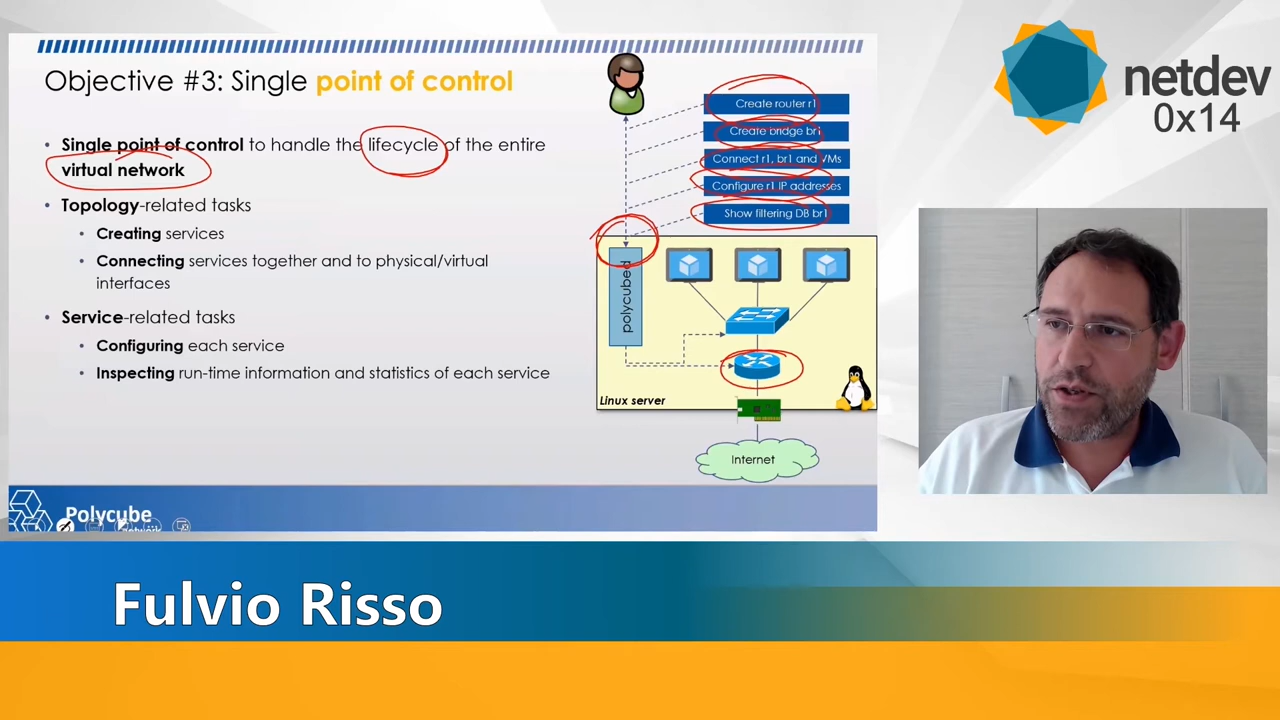 Objective #3: Single point of control
• Single point of control to handle the lifecycle of the entire
virtual network
• Topology-related tasks
• Creating services
• Connecting services together and to physical/virtual
interfaces
• Service-related tasks
• Configuring each service
• Inspecting run-time information and statistics of each service
Create router r1
Create bridge br1
Connect r1, br1 and VMs
Configure r1 IP addresses
Show filtering DB br1
polycubed
Linux server
Internet
Polycube
network
netdev
0x14
Fulvio Risso